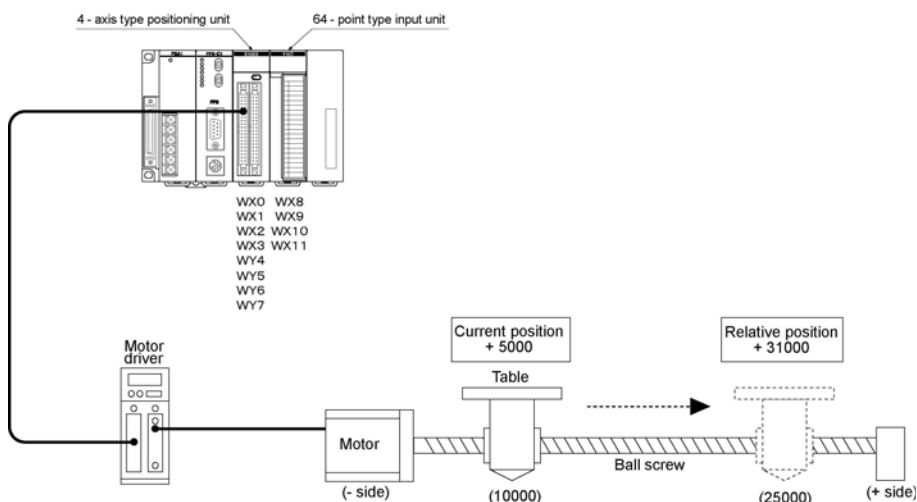 4 - axis type positioning unit
64 - point type input unit
WX0 WX8
WX1 WX9
WX2 WX10
WX3 WX11
WY4
WY5
WY6
WY7
Motor
driver
Current position
+ 5000
Relative position
+ 31000
Table
Motor
Ball screw
(- side)
(10000)
(25000)
(+ side)